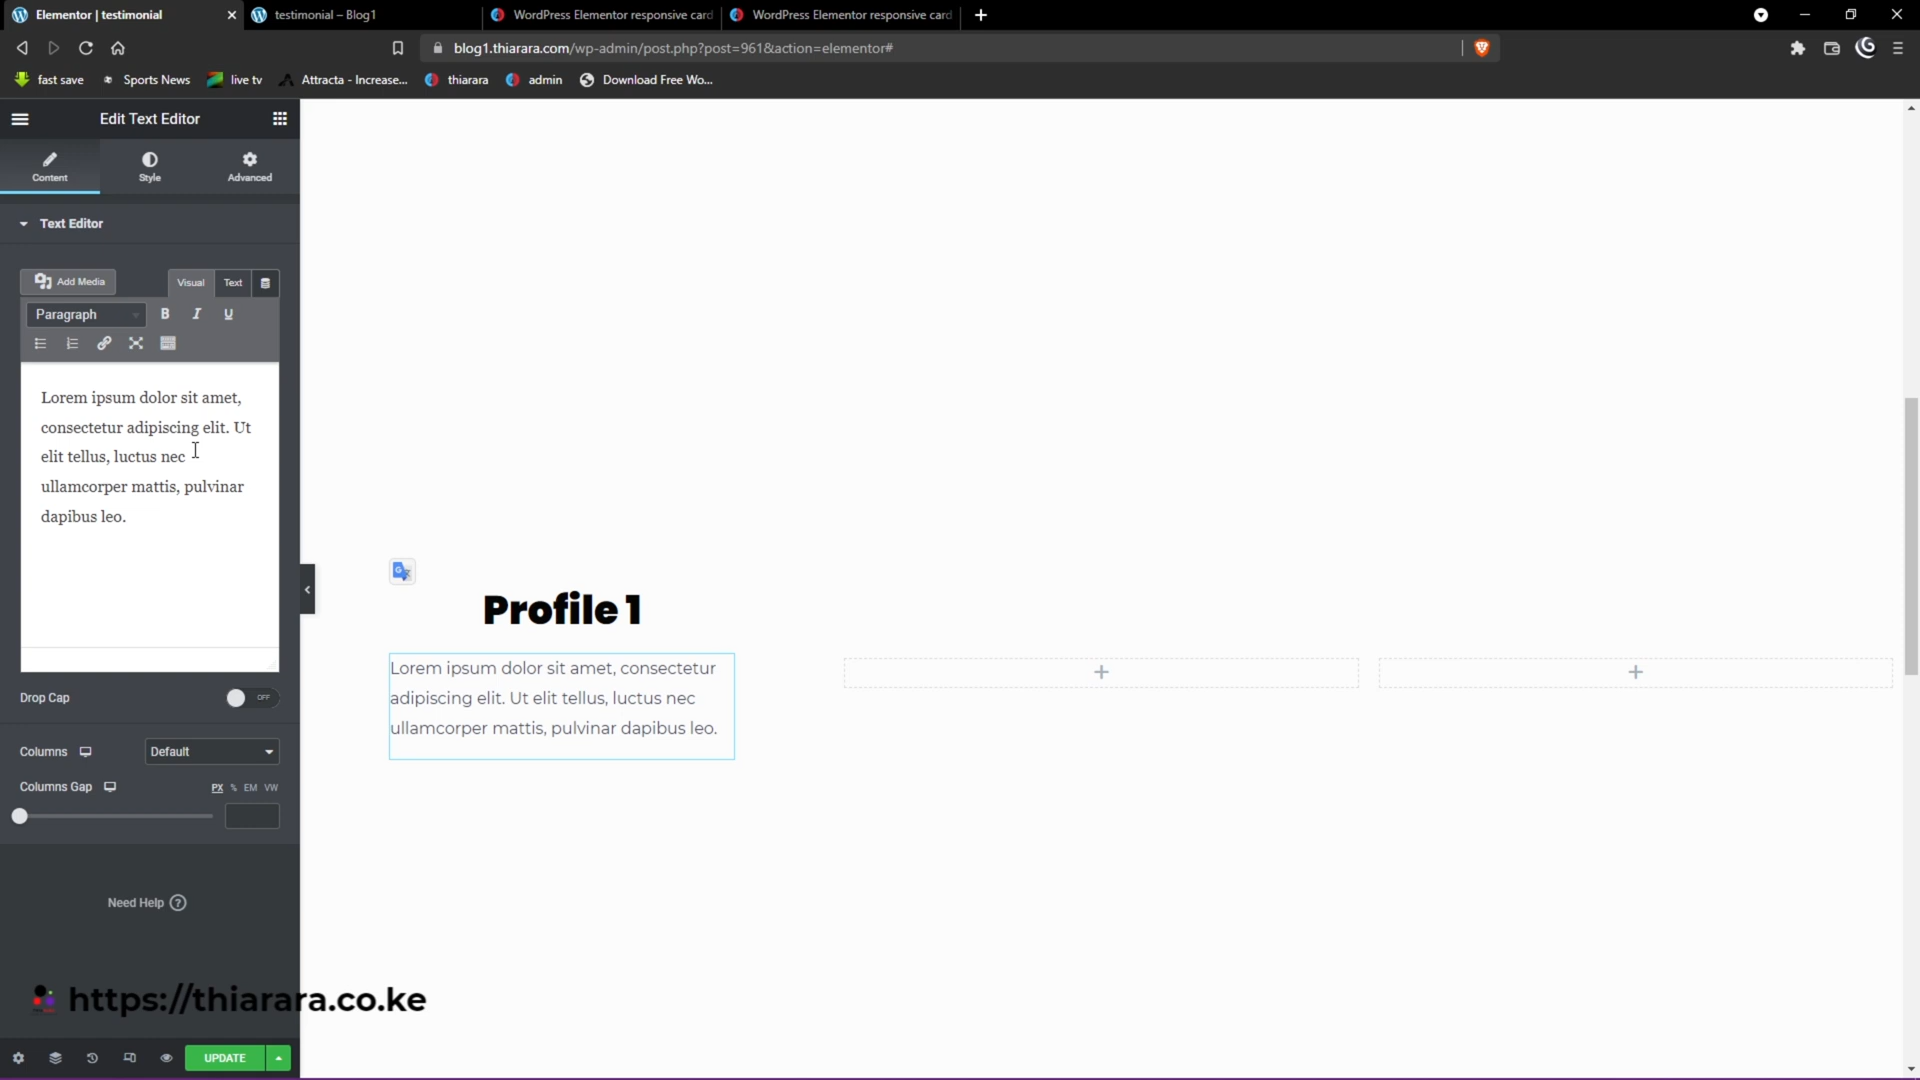 Elementor | testimonial
testimonial – Blog1
WordPress Elementor responsive card
WordPress Elementor responsive card
blog1.thiarara.com/wp-admin/post.php?post=961&action=elementor#
fast save
Sports News
live tv
Attracta - Increase...
thiarara
admin
Download Free Wo...
Edit Text Editor
Content
Style
Advanced
Text Editor
Add Media
Visual
Text
Paragraph
B I U
Lorem ipsum dolor sit amet,
consectetur adipiscing elit. Ut
elit tellus, luctus nec
ullamcorper mattis, pulvinar
dapibus leo.
Drop Cap
OFF
Columns
Default
Columns Gap
PX % EM VW
Need Help ?
Profile 1
Lorem ipsum dolor sit amet, consectetur
adipiscing elit. Ut elit tellus, luctus nec
ullamcorper mattis, pulvinar dapibus leo.
https://thiarara.co.ke
UPDATE